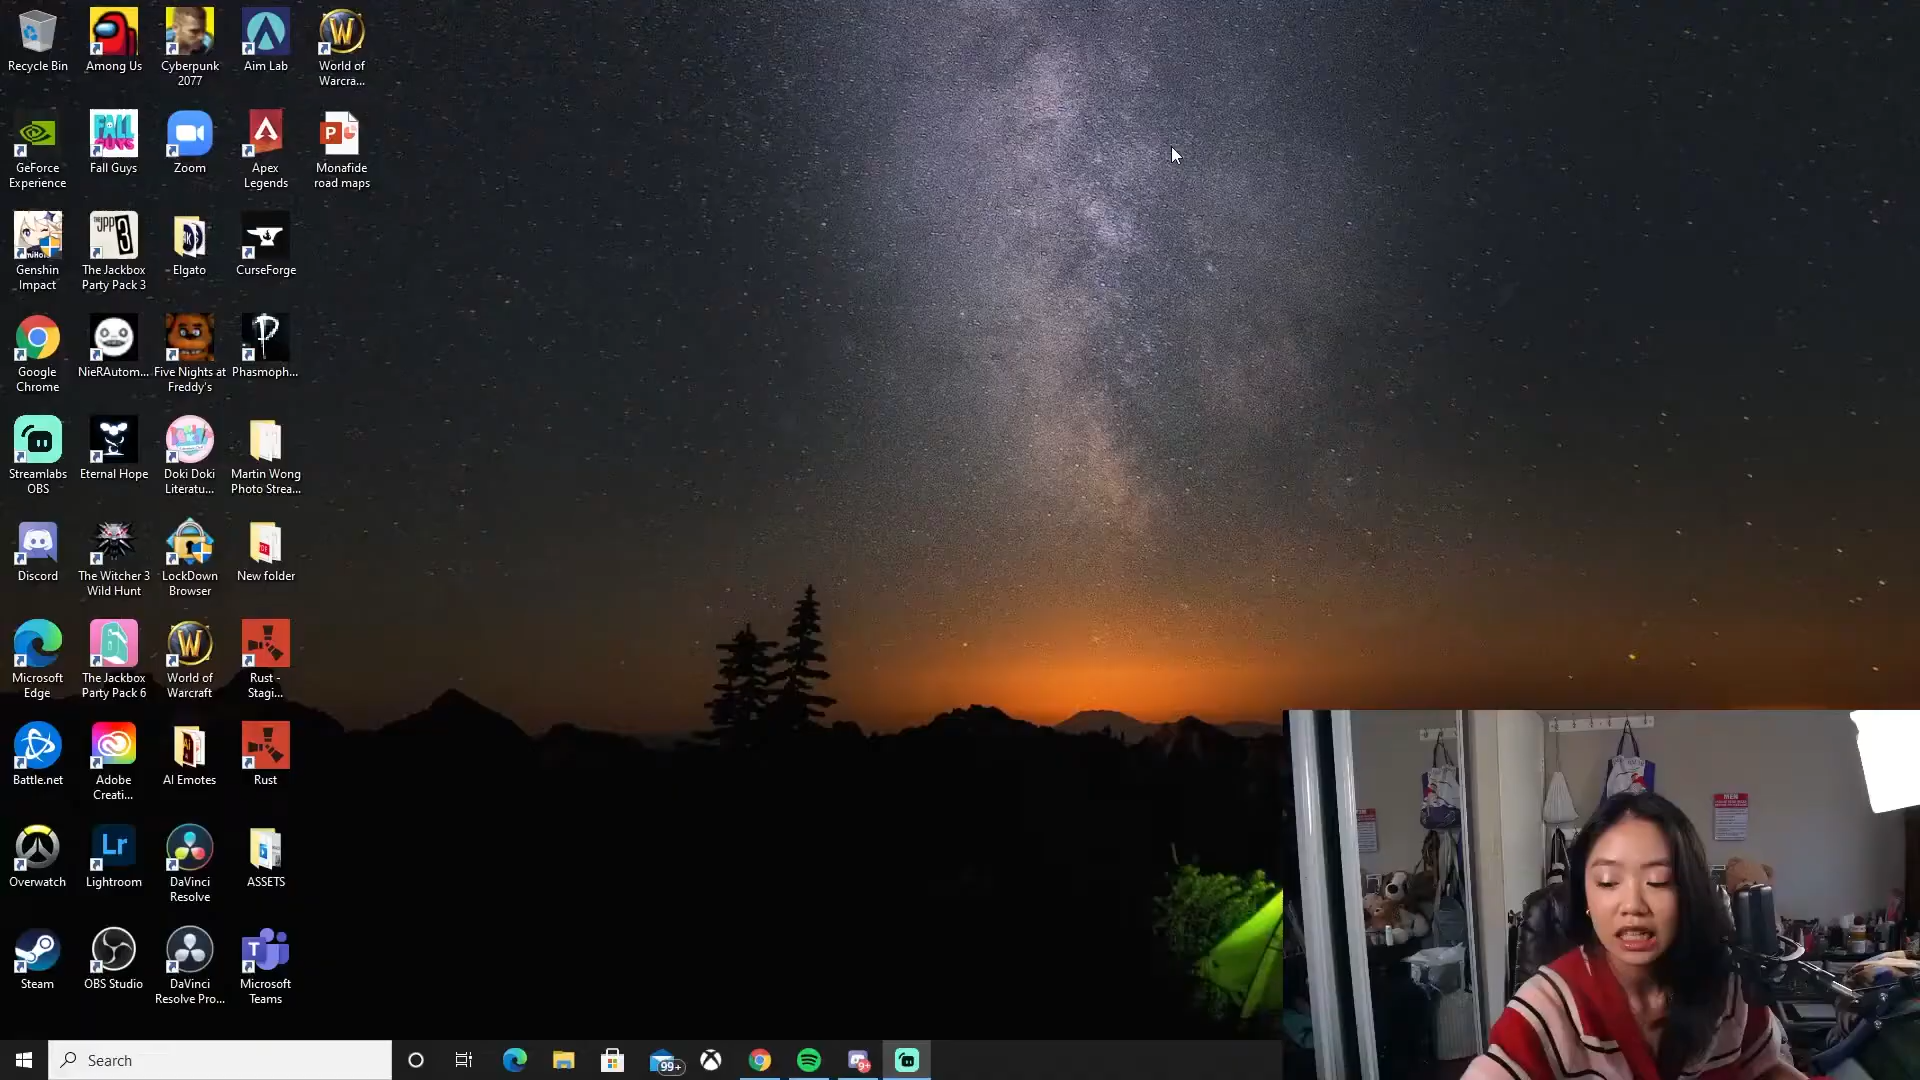 Recycle Bin
Among Us
Cyberpunk
2077
Aim Lab
World of
Warcra...
GeForce
Experience
Fall Guys
Zoom
Apex
Legends
Monafide
road maps
Genshin
Impact
The Jackbox
Party Pack 3
Elgato
CurseForge
Google
Chrome
NieRAutom...
Five Nights at
Freddy's
Phasmoph...
Streamlabs
OBS
Eternal Hope
Doki Doki
Literatu...
Martin Wong
Photo Strea...
Discord
The Witcher 3
Wild Hunt
LockDown
Browser
New folder
Microsoft
Edge
The Jackbox
Party Pack 6
World of
Warcraft
Rust -
Stagi...
Battle.net
Adobe
Creati...
AI Emotes
Rust
Overwatch
Lightroom
DaVinci
Resolve
ASSETS
Steam
OBS Studio
DaVinci
Resolve Pro...
Microsoft
Teams
Search
99+
9+